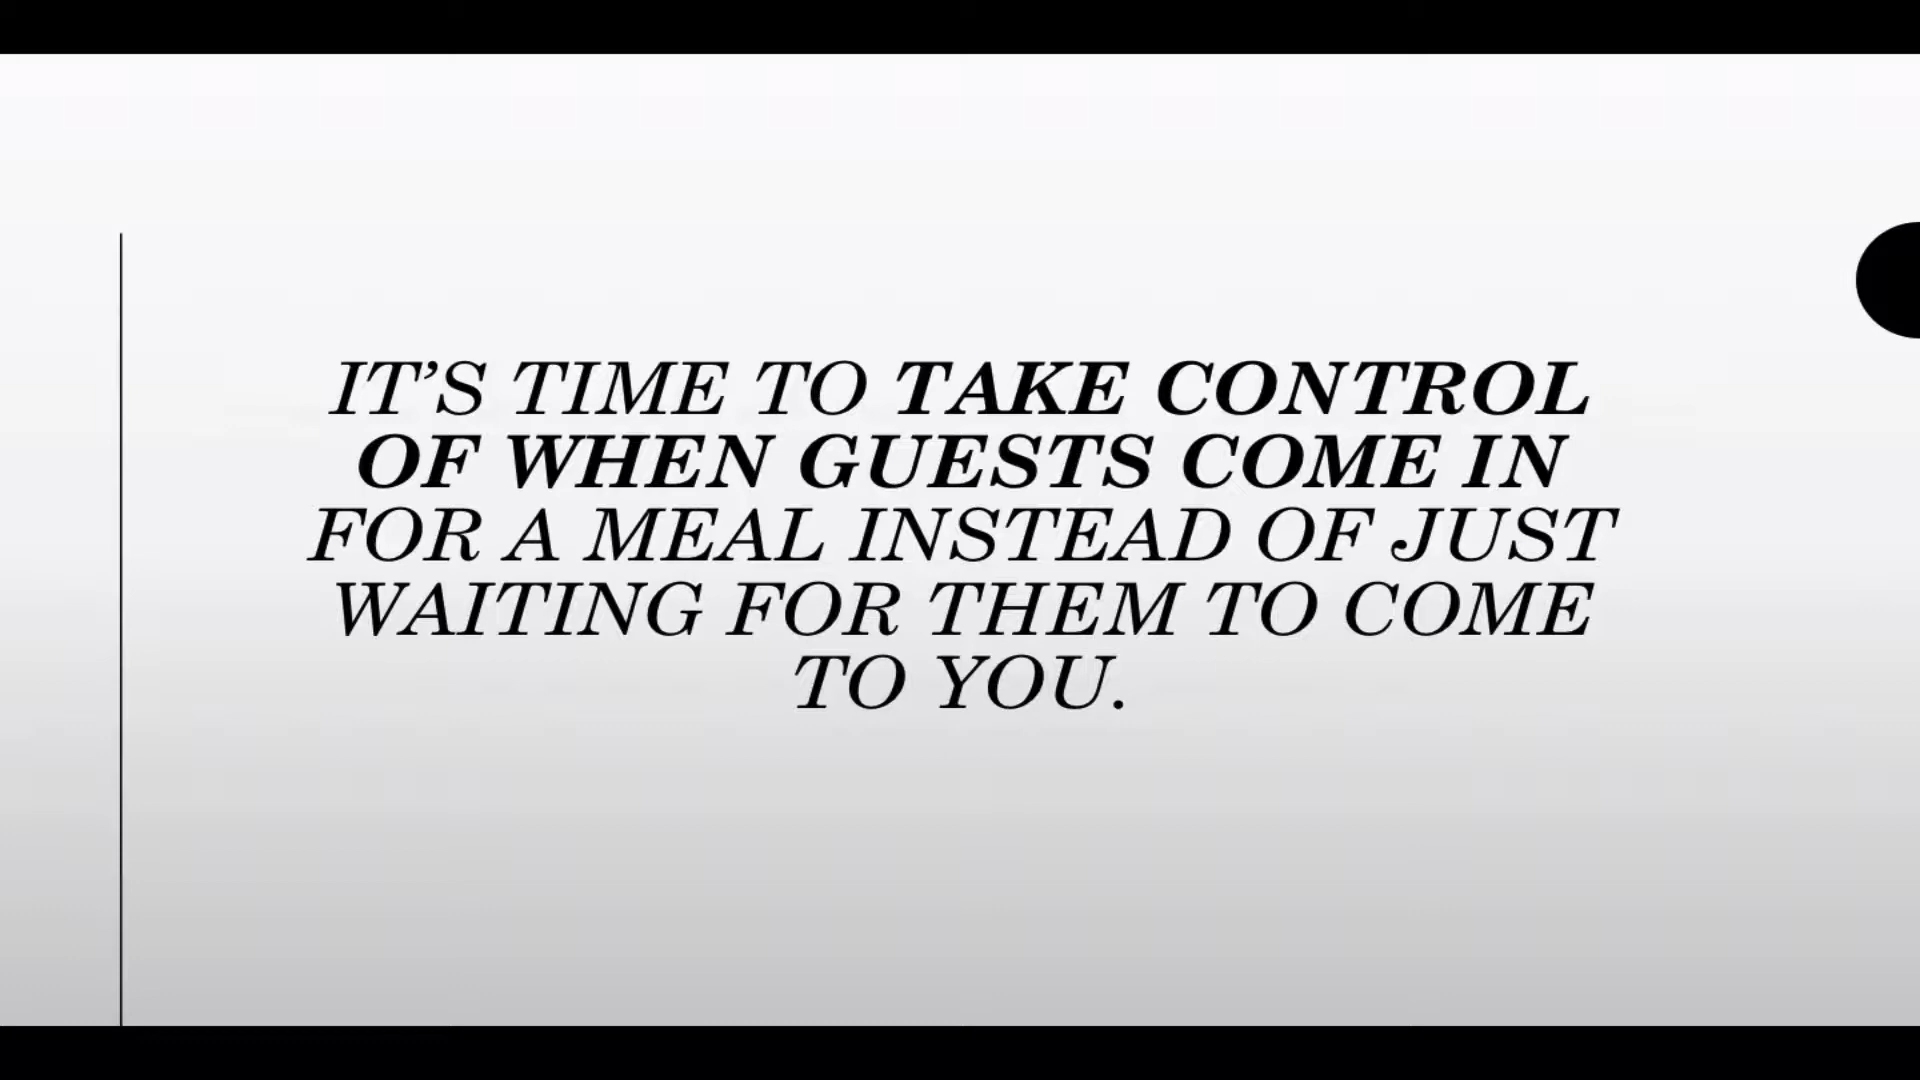 IT’S TIME TO TAKE CONTROL
OF WHEN GUESTS COME IN
FOR A MEAL INSTEAD OF JUST
WAITING FOR THEM TO COME
TO YOU.